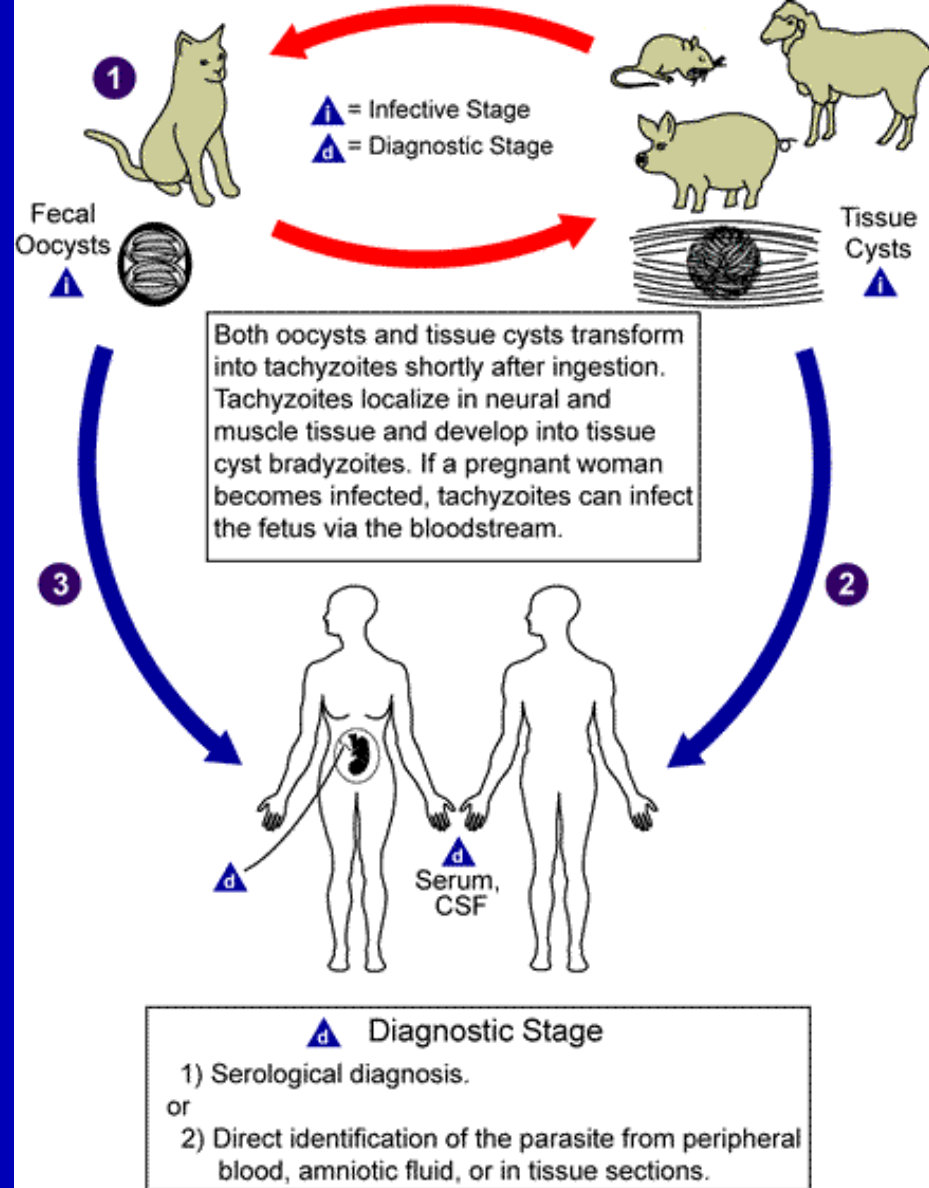 1
i = Infective Stage
d = Diagnostic Stage
Fecal
Oocysts
i
Tissue
Cysts
i
Both oocysts and tissue cysts transform
into tachyzoites shortly after ingestion.
Tachyzoites localize in neural and
muscle tissue and develop into tissue
cyst bradyzoites. If a pregnant woman
becomes infected, tachyzoites can infect
the fetus via the bloodstream.
3
2
d
d
Serum,
CSF
d Diagnostic Stage
1) Serological diagnosis.
or
2) Direct identification of the parasite from peripheral
blood, amniotic fluid, or in tissue sections.